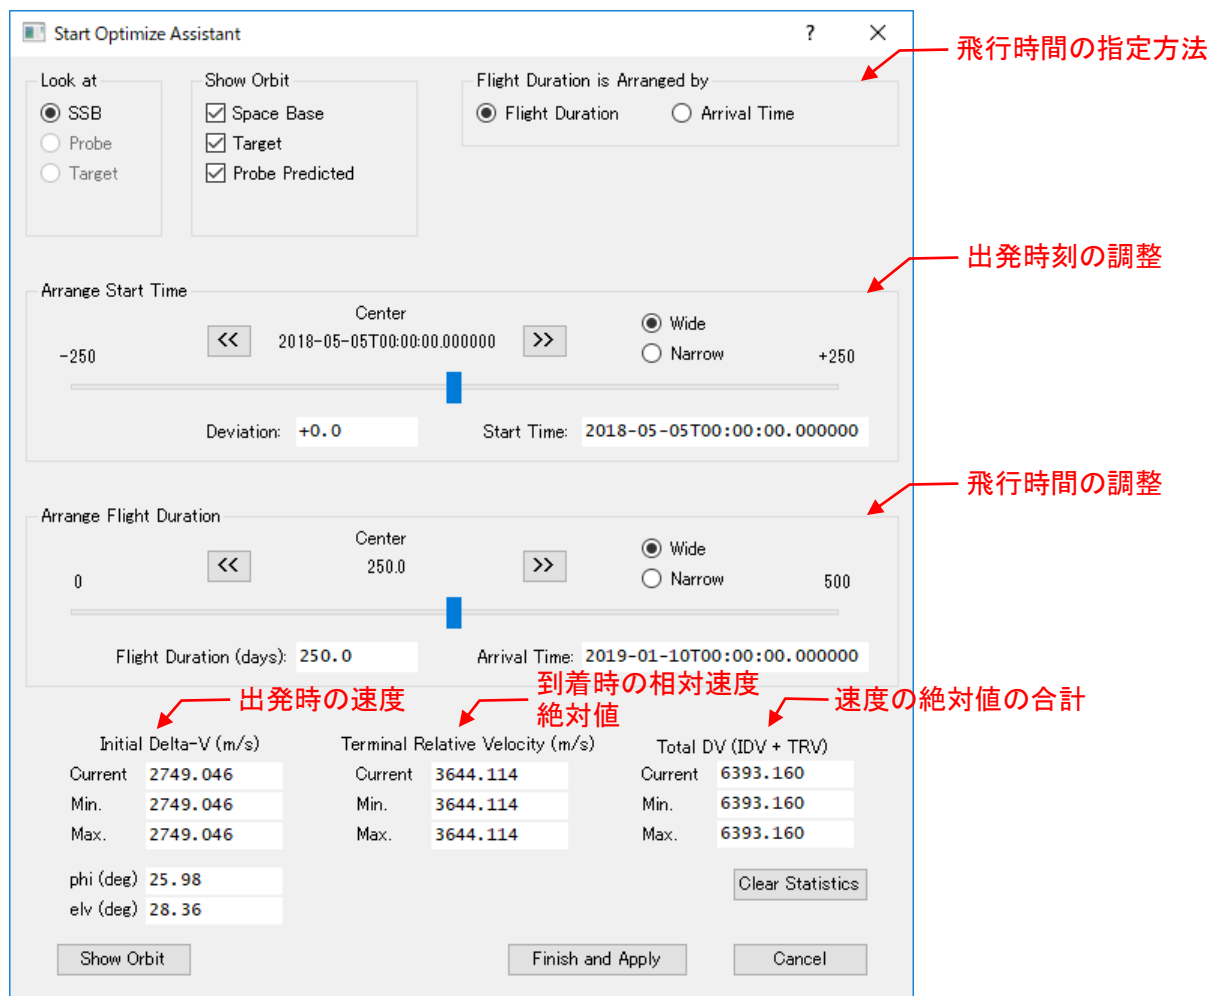 Start Optimize Assistant ? ×
飛行時間の指定方法
Look at Show Orbit Flight Duration is Arranged by
SSB Space Base Flight Duration Arrival Time
Probe Target
Target Probe Predicted
出発時刻の調整
Arrange Start Time
Center
<< 2018-05-05T00:00:00.000000 >> Wide
-250 Narrow +250
Deviation: +0.0 Start Time: 2018-05-05T00:00:00.000000
飛行時間の調整
Arrange Flight Duration
Center
<< 250.0 >> Wide
0 Narrow 500
Flight Duration (days): 250.0 Arrival Time: 2019-01-10T00:00:00.000000
出発時の速度 到着時の相対速度 速度の絶対値の合計
絶対値
Initial Delta-V (m/s) Terminal Relative Velocity (m/s) Total DV (IDV + TRV)
Current 2749.046 Current 3644.114 Current 6393.160
Min. 2749.046 Min. 3644.114 Min. 6393.160
Max. 2749.046 Max. 3644.114 Max. 6393.160
phi (deg) 25.98 Clear Statistics
elv (deg) 28.36
Show Orbit Finish and Apply Cancel